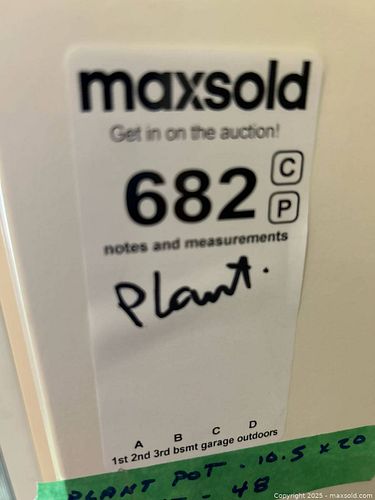 maxsold
Get in on the auction!
682 C P
notes and measurements
Plant.
A B C D
1st 2nd 3rd bsmt garage outdoors
PLANT POT . 10.5 x 20
48
Copyright 2025 - maxsold.com